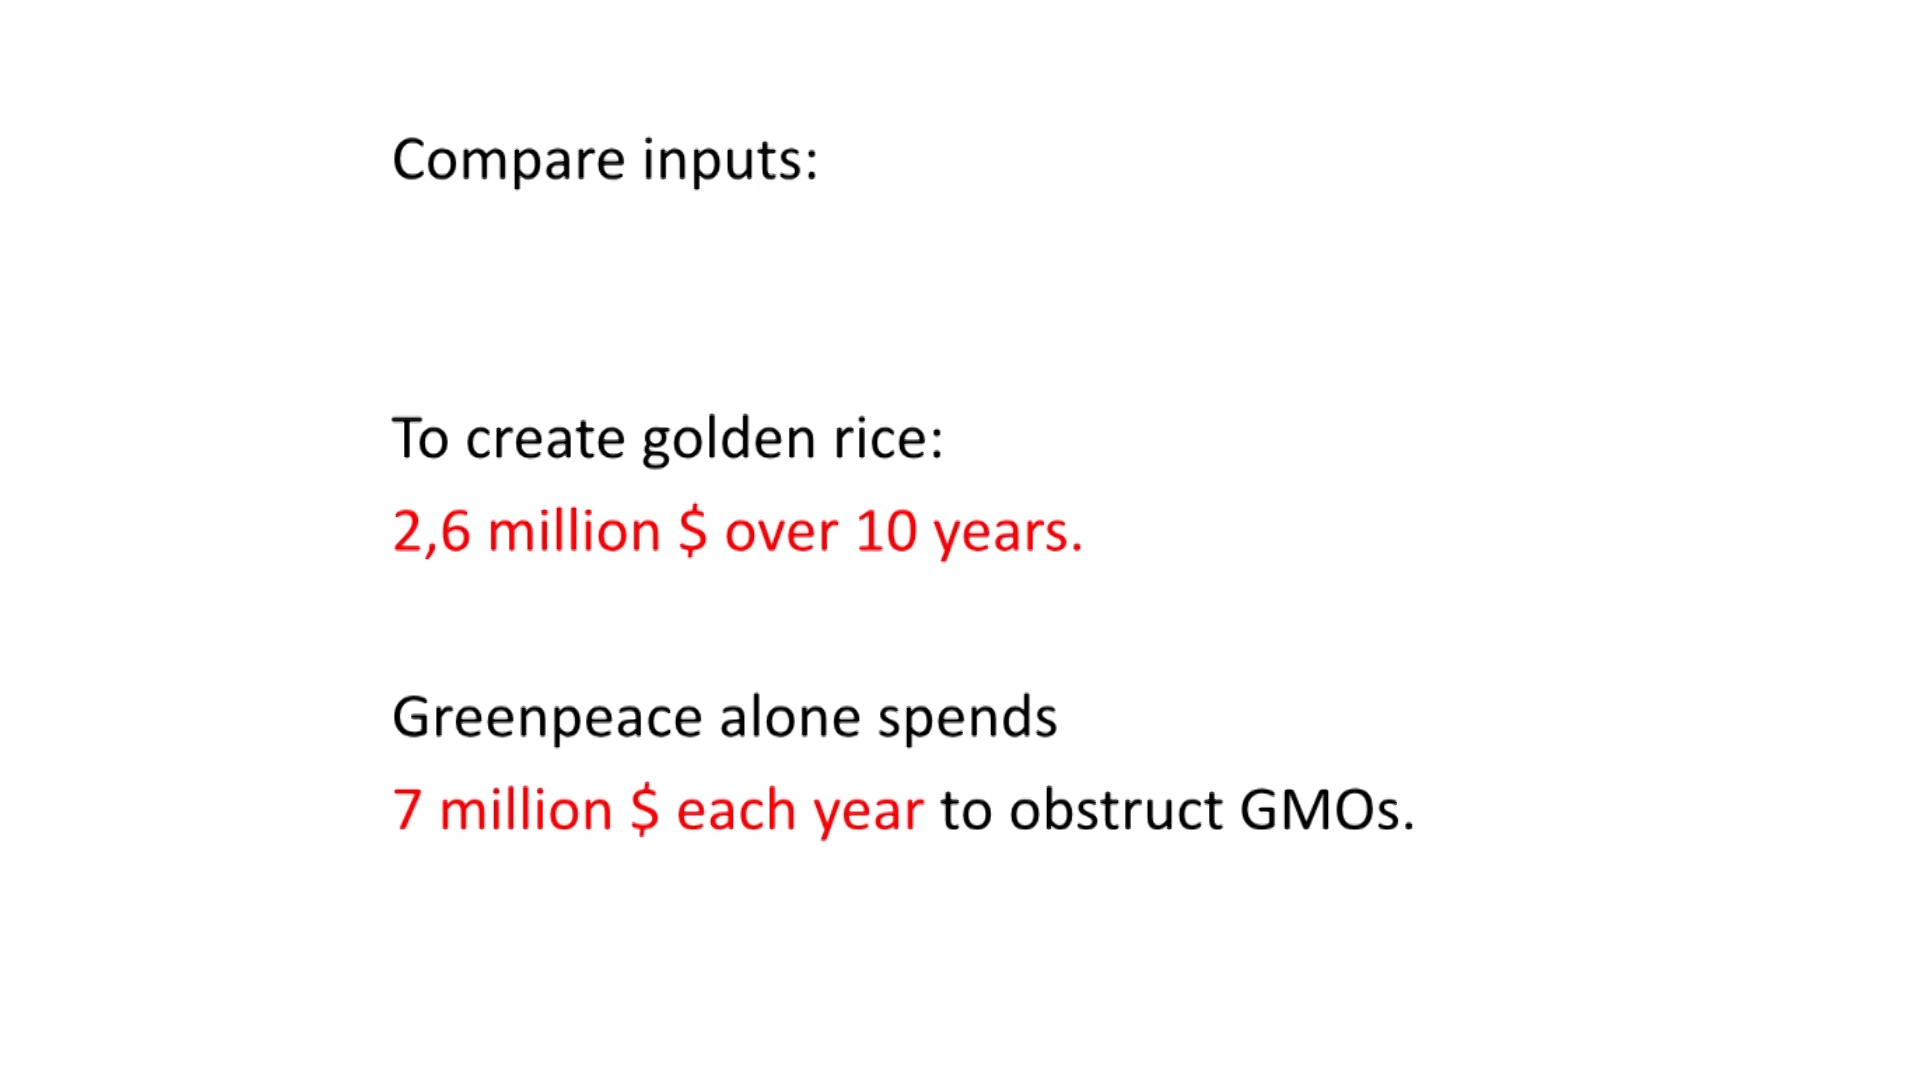 Compare inputs:
To create golden rice:
2,6 million $ over 10 years.
Greenpeace alone spends
7 million $ each year to obstruct GMOs.